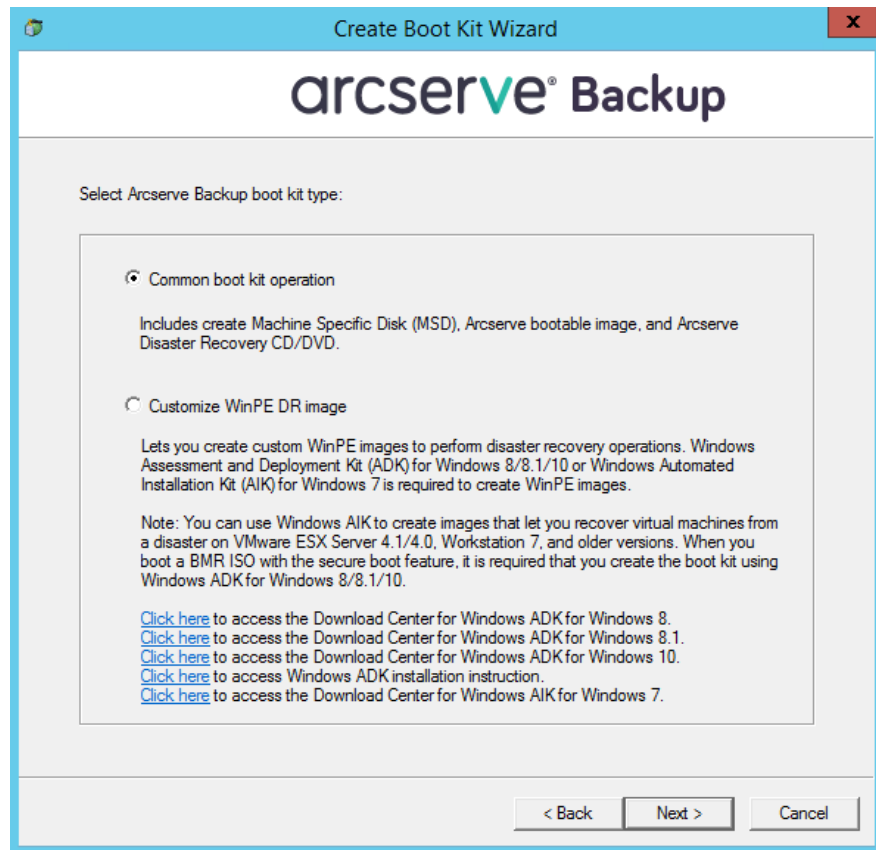 Create Boot Kit Wizard
x
arcserve® Backup
Select Arcserve Backup boot kit type:
Common boot kit operation
Includes create Machine Specific Disk (MSD), Arcserve bootable image, and Arcserve
Disaster Recovery CD/DVD.
Customize WinPE DR image
Lets you create custom WinPE images to perform disaster recovery operations. Windows
Assessment and Deployment Kit (ADK) for Windows 8/8.1/10 or Windows Automated
Installation Kit (AIK) for Windows 7 is required to create WinPE images.
Note: You can use Windows AIK to create images that let you recover virtual machines from
a disaster on VMware ESX Server 4.1/4.0, Workstation 7, and older versions. When you
boot a BMR ISO with the secure boot feature, it is required that you create the boot kit using
Windows ADK for Windows 8/8.1/10.
Click here to access the Download Center for Windows ADK for Windows 8.
Click here to access the Download Center for Windows ADK for Windows 8.1.
Click here to access the Download Center for Windows ADK for Windows 10.
Click here to access Windows ADK installation instruction.
Click here to access the Download Center for Windows AIK for Windows 7.
< Back Next > Cancel